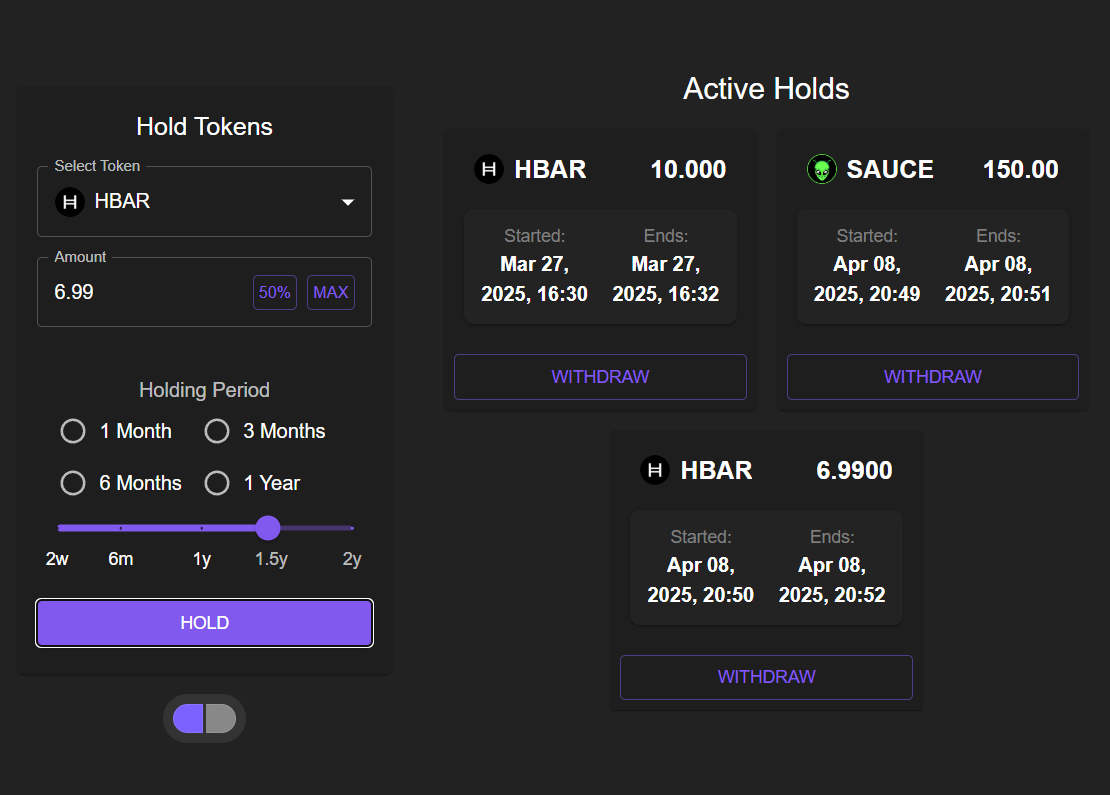 Hold Tokens
Select Token
HBAR
Amount
6.99
50%
MAX
Holding Period
1 Month
3 Months
6 Months
1 Year
2w
6m
1y
1.5y
2y
HOLD
Active Holds
HBAR
10.000
Started:
Mar 27,
2025, 16:30
Ends:
Mar 27,
2025, 16:32
WITHDRAW
SAUCE
150.00
Started:
Apr 08,
2025, 20:49
Ends:
Apr 08,
2025, 20:51
WITHDRAW
HBAR
6.9900
Started:
Apr 08,
2025, 20:50
Ends:
Apr 08,
2025, 20:52
WITHDRAW